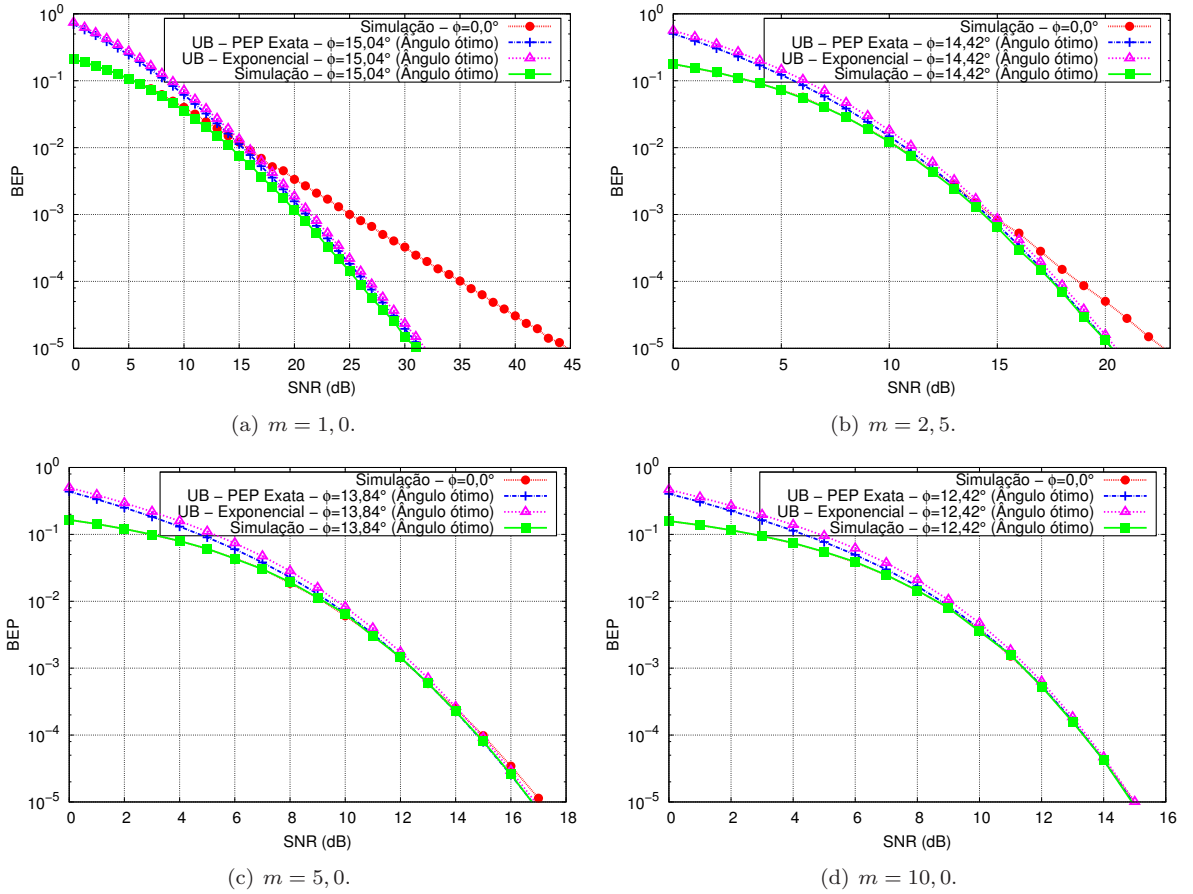 Simulação – ϕ=0,0°
UB – PEP Exata – ϕ=15,04° (Ângulo ótimo)
UB – Exponencial – ϕ=15,04° (Ângulo ótimo)
Simulação – ϕ=15,04° (Ângulo ótimo)
10^0
10^-1
10^-2
10^-3
10^-4
10^-5
BEP
0 5 10 15 20 25 30 35 40 45
SNR (dB)
(a) m = 1, 0.
Simulação – ϕ=0,0°
UB – PEP Exata – ϕ=14,42° (Ângulo ótimo)
UB – Exponencial – ϕ=14,42° (Ângulo ótimo)
Simulação – ϕ=14,42° (Ângulo ótimo)
10^0
10^-1
10^-2
10^-3
10^-4
10^-5
BEP
0 5 10 15 20
SNR (dB)
(b) m = 2, 5.
Simulação – ϕ=0,0°
UB – PEP Exata – ϕ=13,84° (Ângulo ótimo)
UB – Exponencial – ϕ=13,84° (Ângulo ótimo)
Simulação – ϕ=13,84° (Ângulo ótimo)
10^0
10^-1
10^-2
10^-3
10^-4
10^-5
BEP
0 2 4 6 8 10 12 14 16 18
SNR (dB)
(c) m = 5, 0.
Simulação – ϕ=0,0°
UB – PEP Exata – ϕ=12,42° (Ângulo ótimo)
UB – Exponencial – ϕ=12,42° (Ângulo ótimo)
Simulação – ϕ=12,42° (Ângulo ótimo)
10^0
10^-1
10^-2
10^-3
10^-4
10^-5
BEP
0 2 4 6 8 10 12 14 16
SNR (dB)
(d) m = 10, 0.